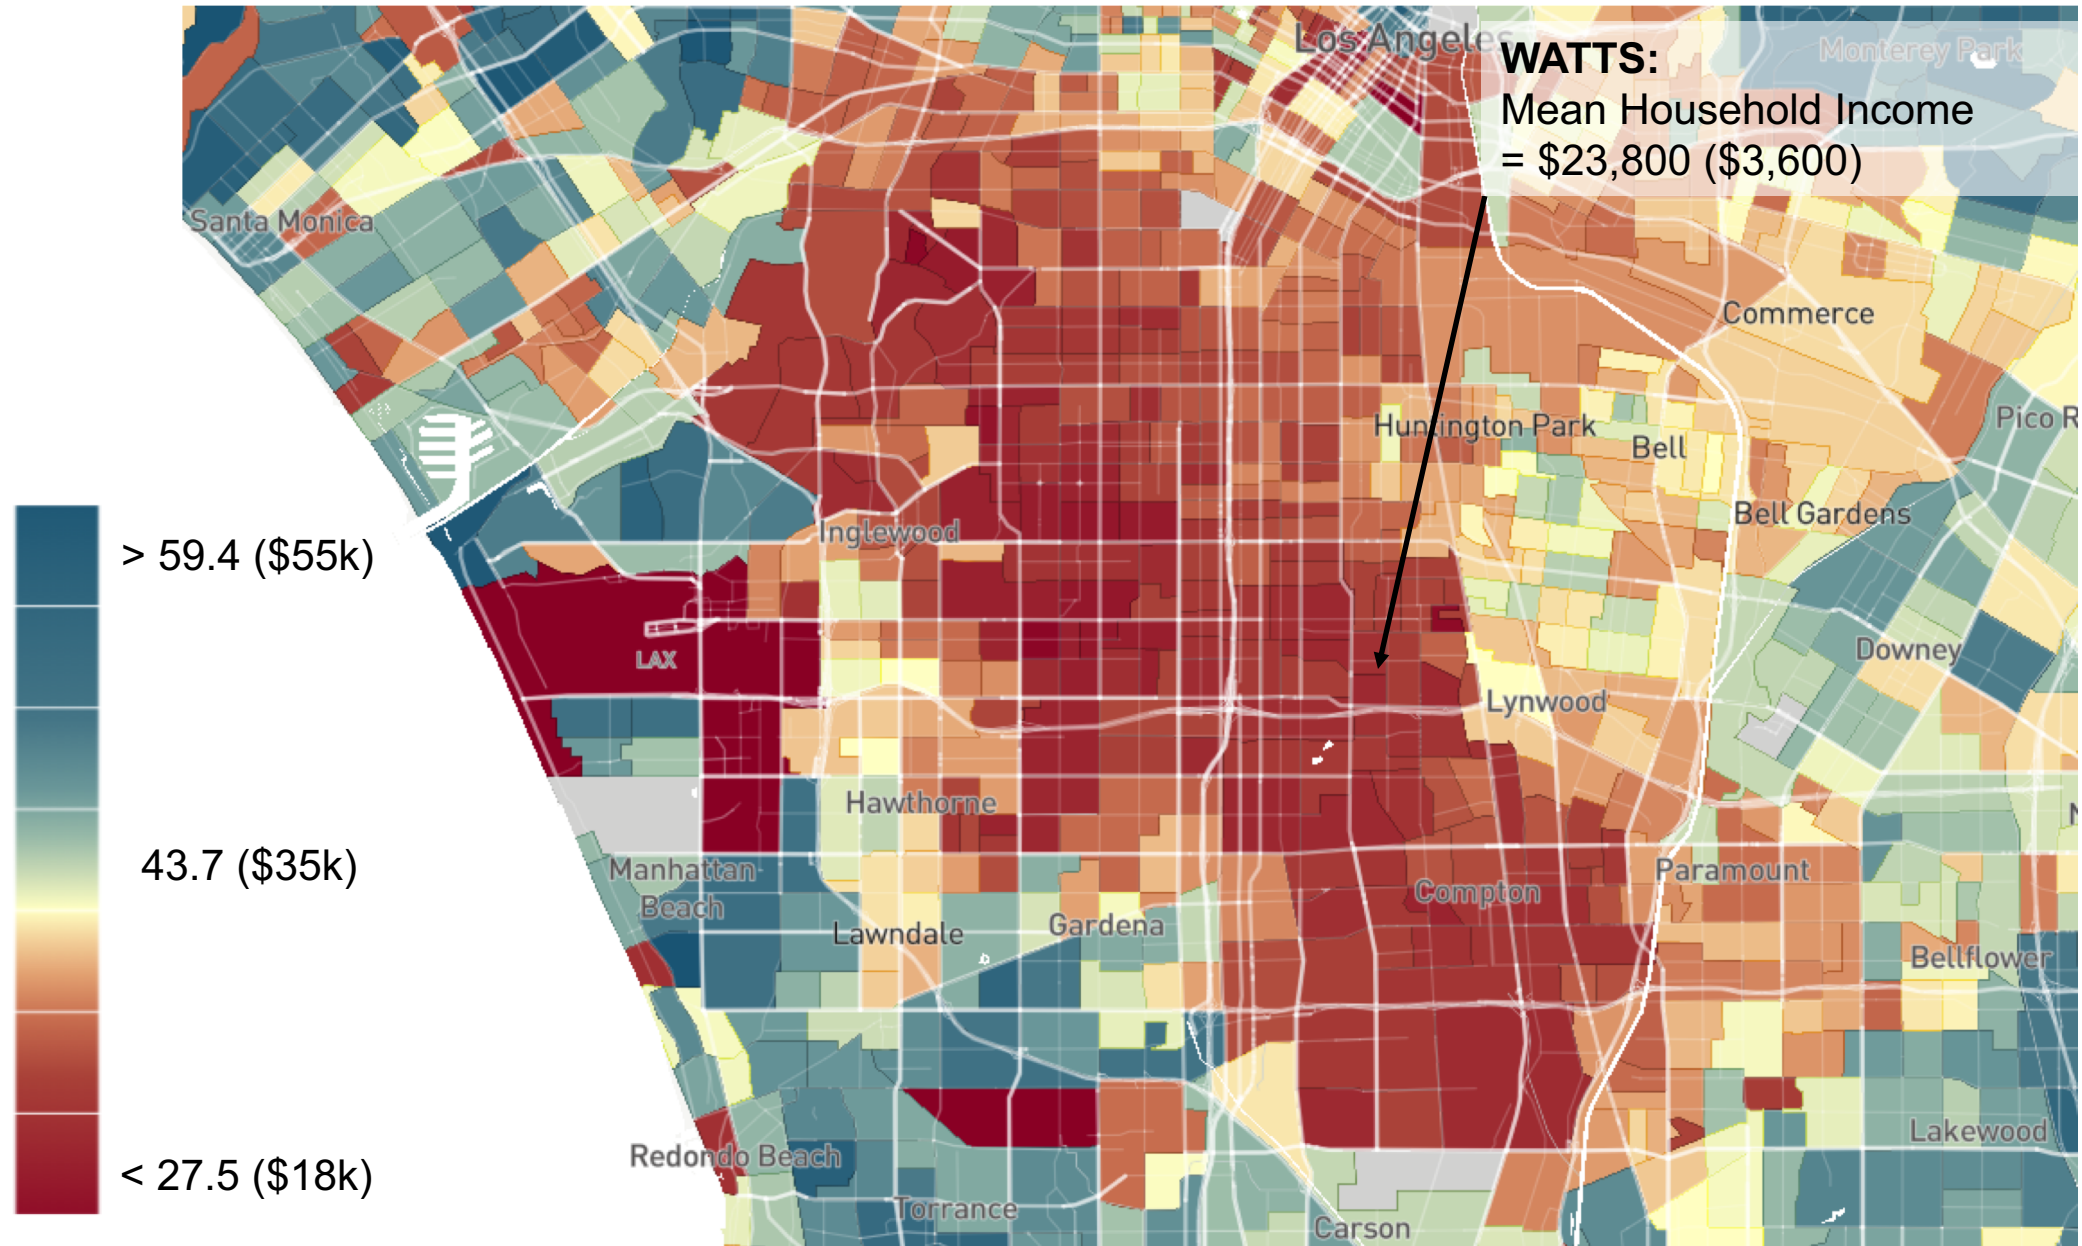 Los Angeles
Monterey Park
WATTS:
Mean Household Income
= $23,800 ($3,600)
Santa Monica
Commerce
Huntington Park
Pico R
Bell
Bell Gardens
Inglewood
> 59.4 ($55k)
LAX
Downey
Lynwood
Hawthorne
43.7 ($35k)
Manhattan
Beach
Paramount
Compton
Lawndale
Gardena
Bellflower
Redondo Beach
Lakewood
< 27.5 ($18k)
Torrance
Carson